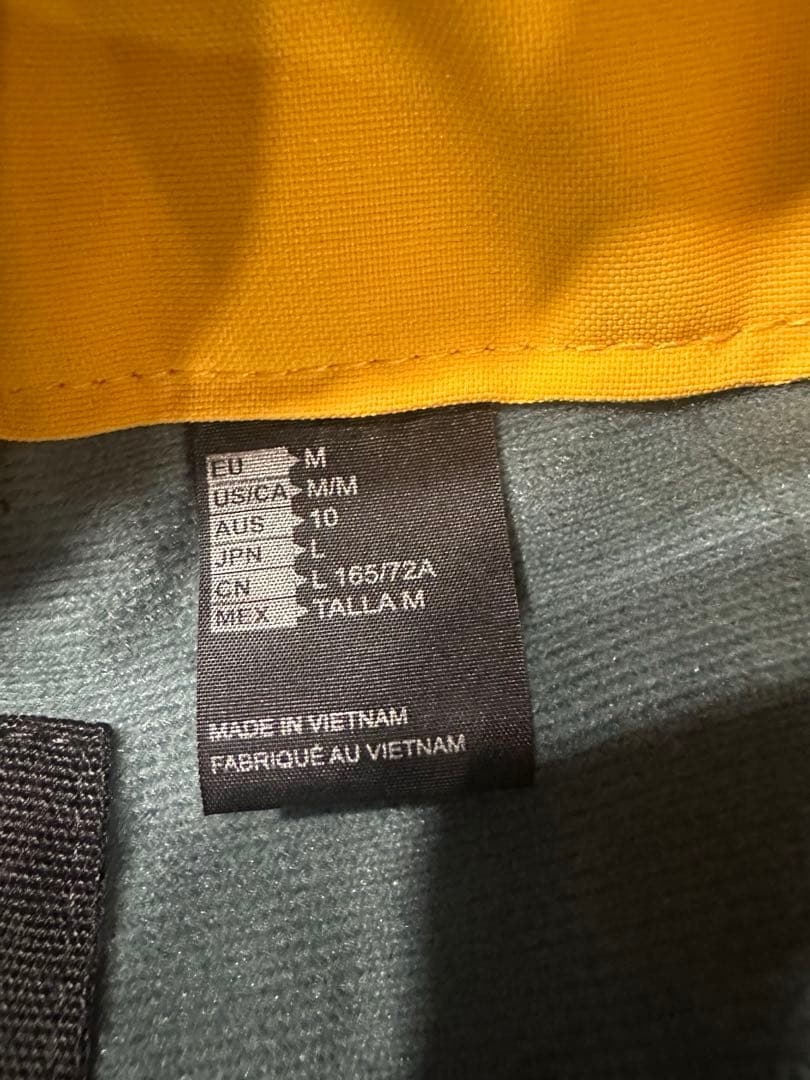 EU M
US/CA M/M
AUS 10
JPN L
CN L 165/72A
MEX TALLA M
MADE IN VIETNAM
FABRIQUÉ AU VIETNAM